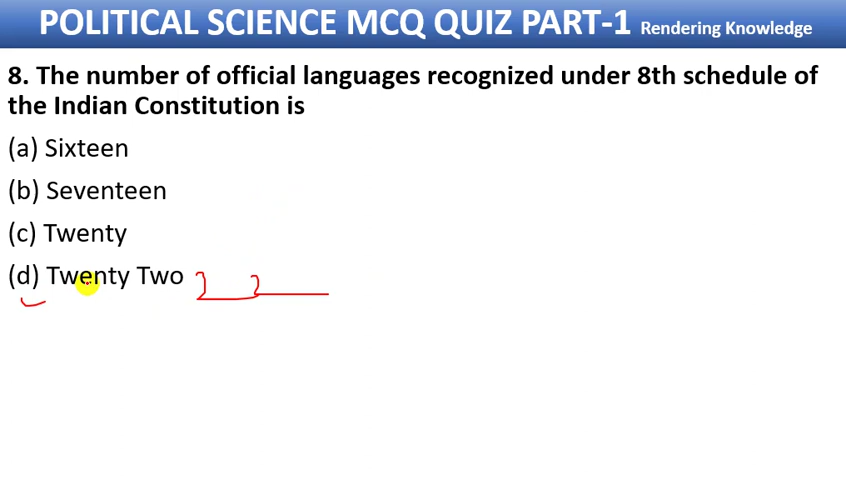 POLITICAL SCIENCE MCQ QUIZ PART-1 Rendering Knowledge
8. The number of official languages recognized under 8th schedule of
the Indian Constitution is
(a) Sixteen
(b) Seventeen
(c) Twenty
(d) Twenty Two 22